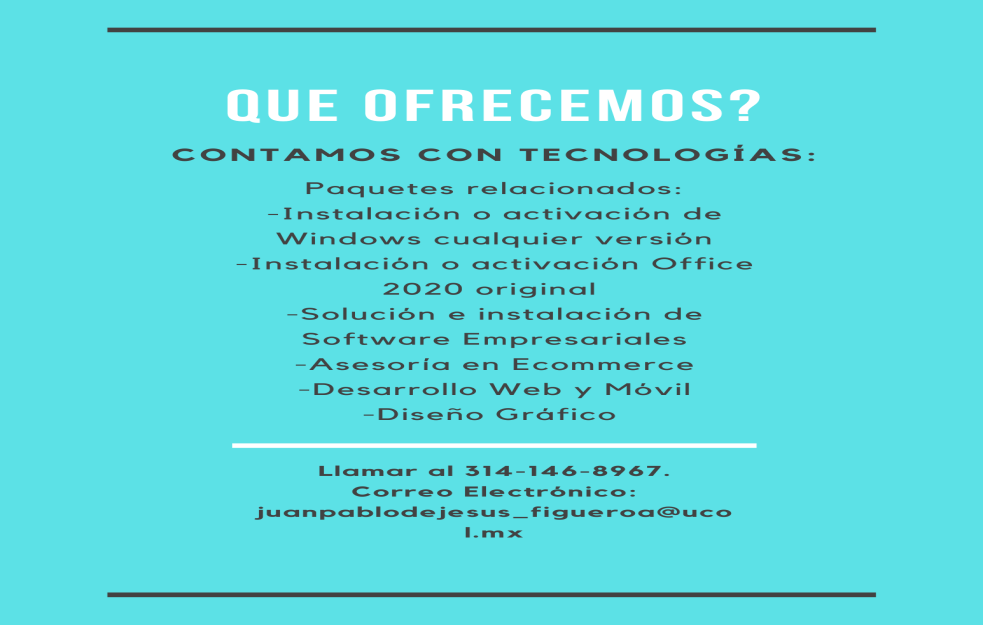 QUE OFRECEMOS?
CONTAMOS CON TECNOLOGÍAS:
Paquetes relacionados:
-Instalación o activación de
Windows cualquier versión
-Instalación o activación Office
2020 original
-Solución e instalación de
Software Empresariales
-Asesoría en Ecommerce
-Desarrollo Web y Móvil
-Diseño Gráfico
Llamar al 314-146-8967.
Correo Electrónico:
juanpablodejesus_figueroa@uco
l.mx